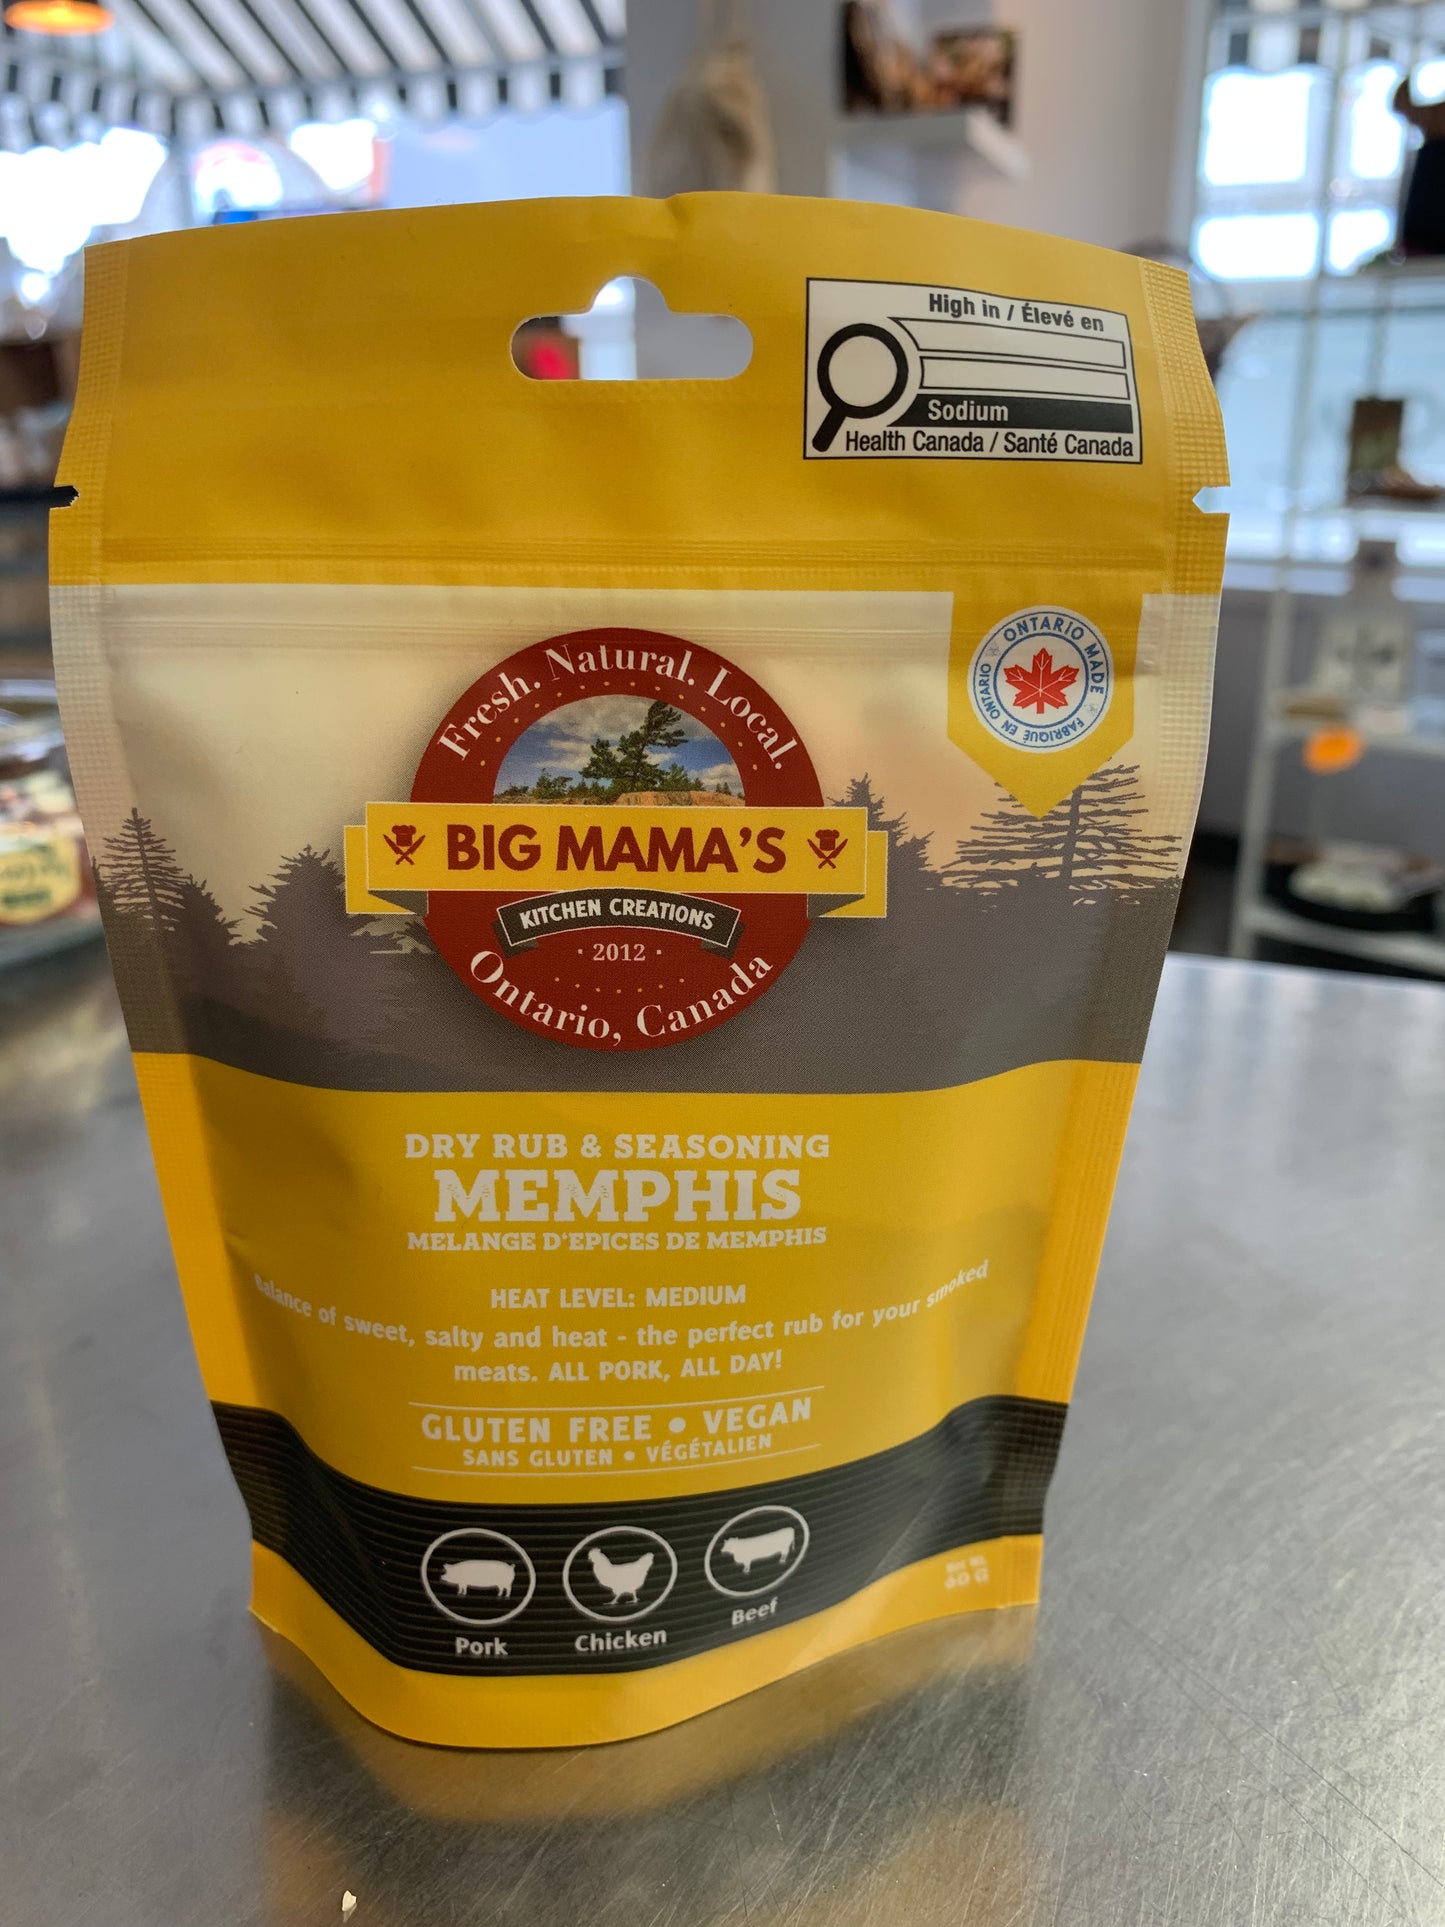 High in / Élevé en
Sodium
Health Canada / Santé Canada
ONTARIO MADE
FABRIQUÉ EN ONTARIO
Fresh. Natural. Local.
BIG MAMA'S
KITCHEN CREATIONS
· 2012 ·
Ontario, Canada
DRY RUB & SEASONING
MEMPHIS
MELANGE D'EPICES DE MEMPHIS
HEAT LEVEL: MEDIUM
Balance of sweet, salty and heat - the perfect rub for your smoked
meats. ALL PORK, ALL DAY!
GLUTEN FREE • VEGAN
SANS GLUTEN • VÉGÉTALIEN
Pork
Chicken
Beef
60 G